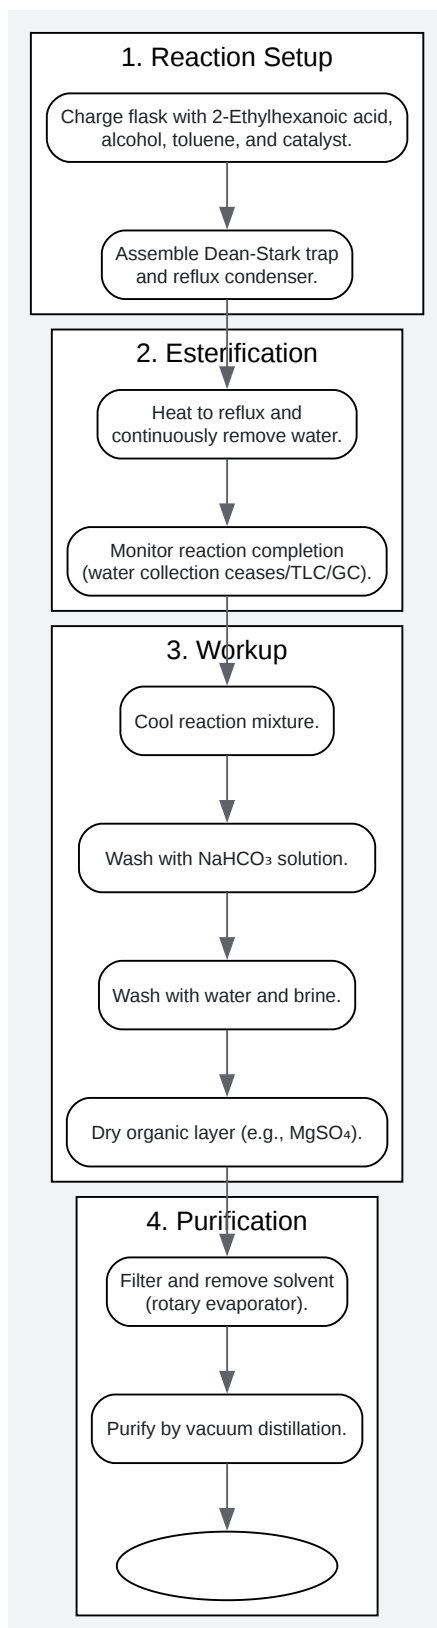 1. Reaction Setup
Charge flask with 2-Ethylhexanoic acid,
alcohol, toluene, and catalyst.
Assemble Dean-Stark trap
and reflux condenser.
2. Esterification
Heat to reflux and
continuously remove water.
Monitor reaction completion
(water collection ceases/TLC/GC).
3. Workup
Cool reaction mixture.
Wash with NaHCO₃ solution.
Wash with water and brine.
Dry organic layer (e.g., MgSO₄).
4. Purification
Filter and remove solvent
(rotary evaporator).
Purify by vacuum distillation.